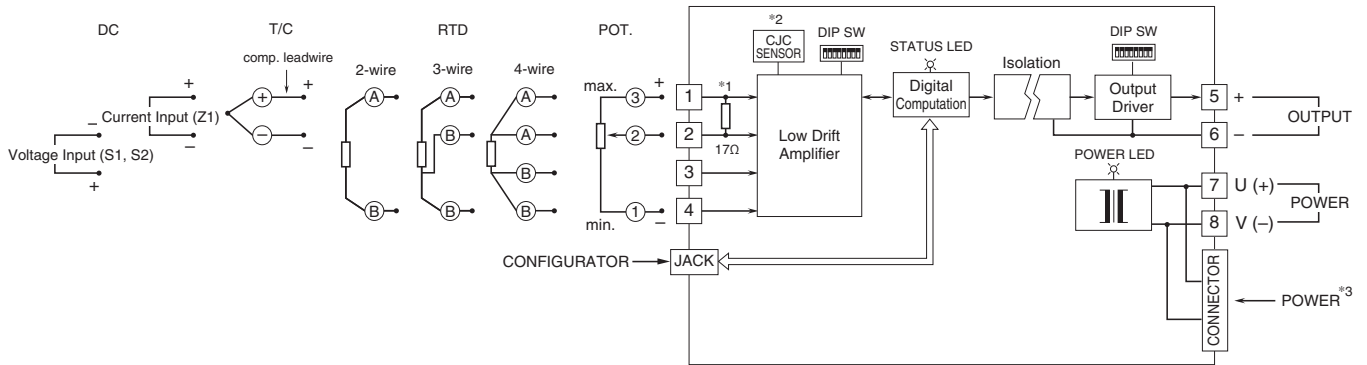 DC
T/C
RTD
POT.
comp. leadwire
2-wire
3-wire
4-wire
Current Input (Z1)
+
−
Voltage Input (S1, S2)
−
+
+
−
+
−
A
B
A
B
B
A
A
B
B
max.
3
+
2
1
−
min.
1
2
3
4
*1
17Ω
*2
CJC
SENSOR
DIP SW
Low Drift
Amplifier
STATUS LED
Digital
Computation
Isolation
DIP SW
Output
Driver
5
+
6
−
OUTPUT
POWER LED
7
U (+)
8
V (–)
POWER
CONFIGURATOR
JACK
CONNECTOR
POWER*3